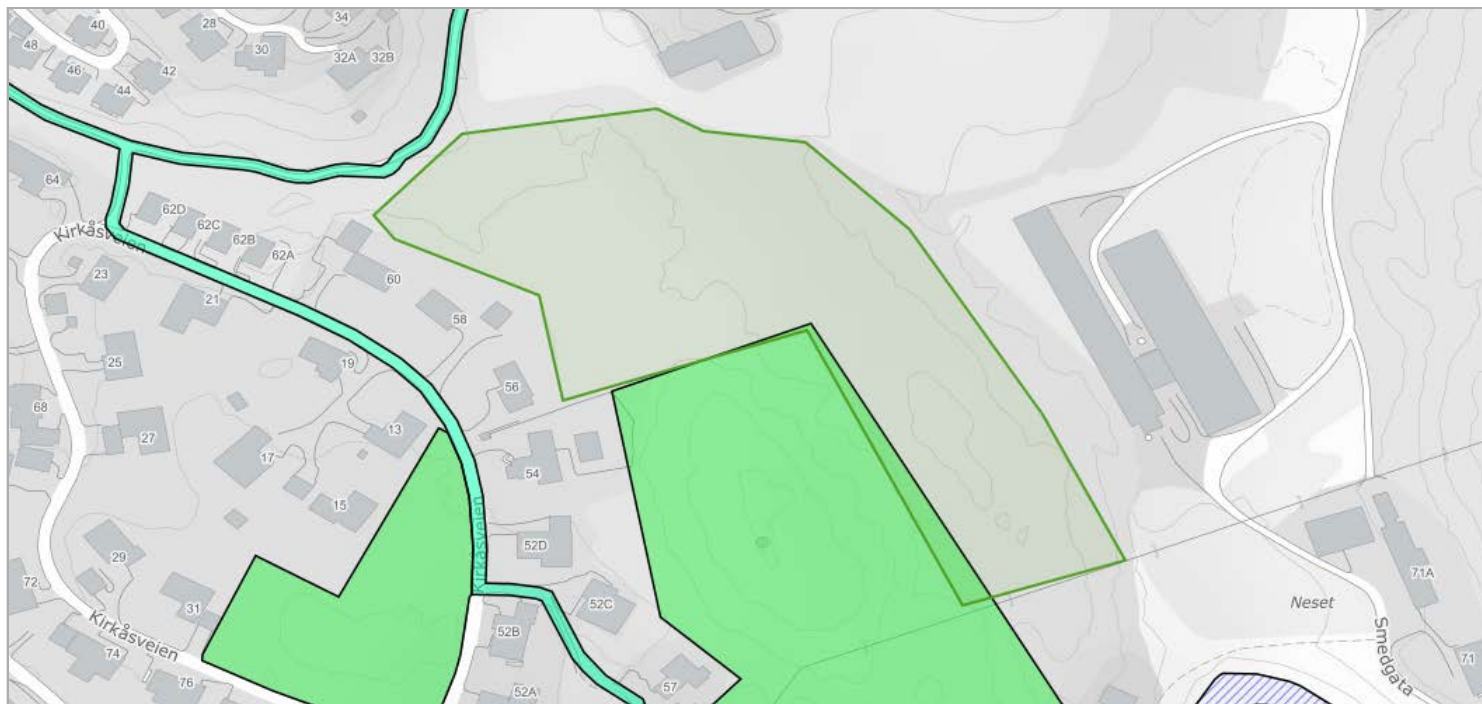 34
40
28
48
30
32A
32B
46
42
44
64
62D
62C
Kirkåsveien
62B
62A
23
60
21
58
19
25
56
68
13
27
17
54
15
Kirkåsveien
52D
29
72
71A
52C
Neset
31
Kirkåsveien
52B
Smedgata
74
71
57
76
52A